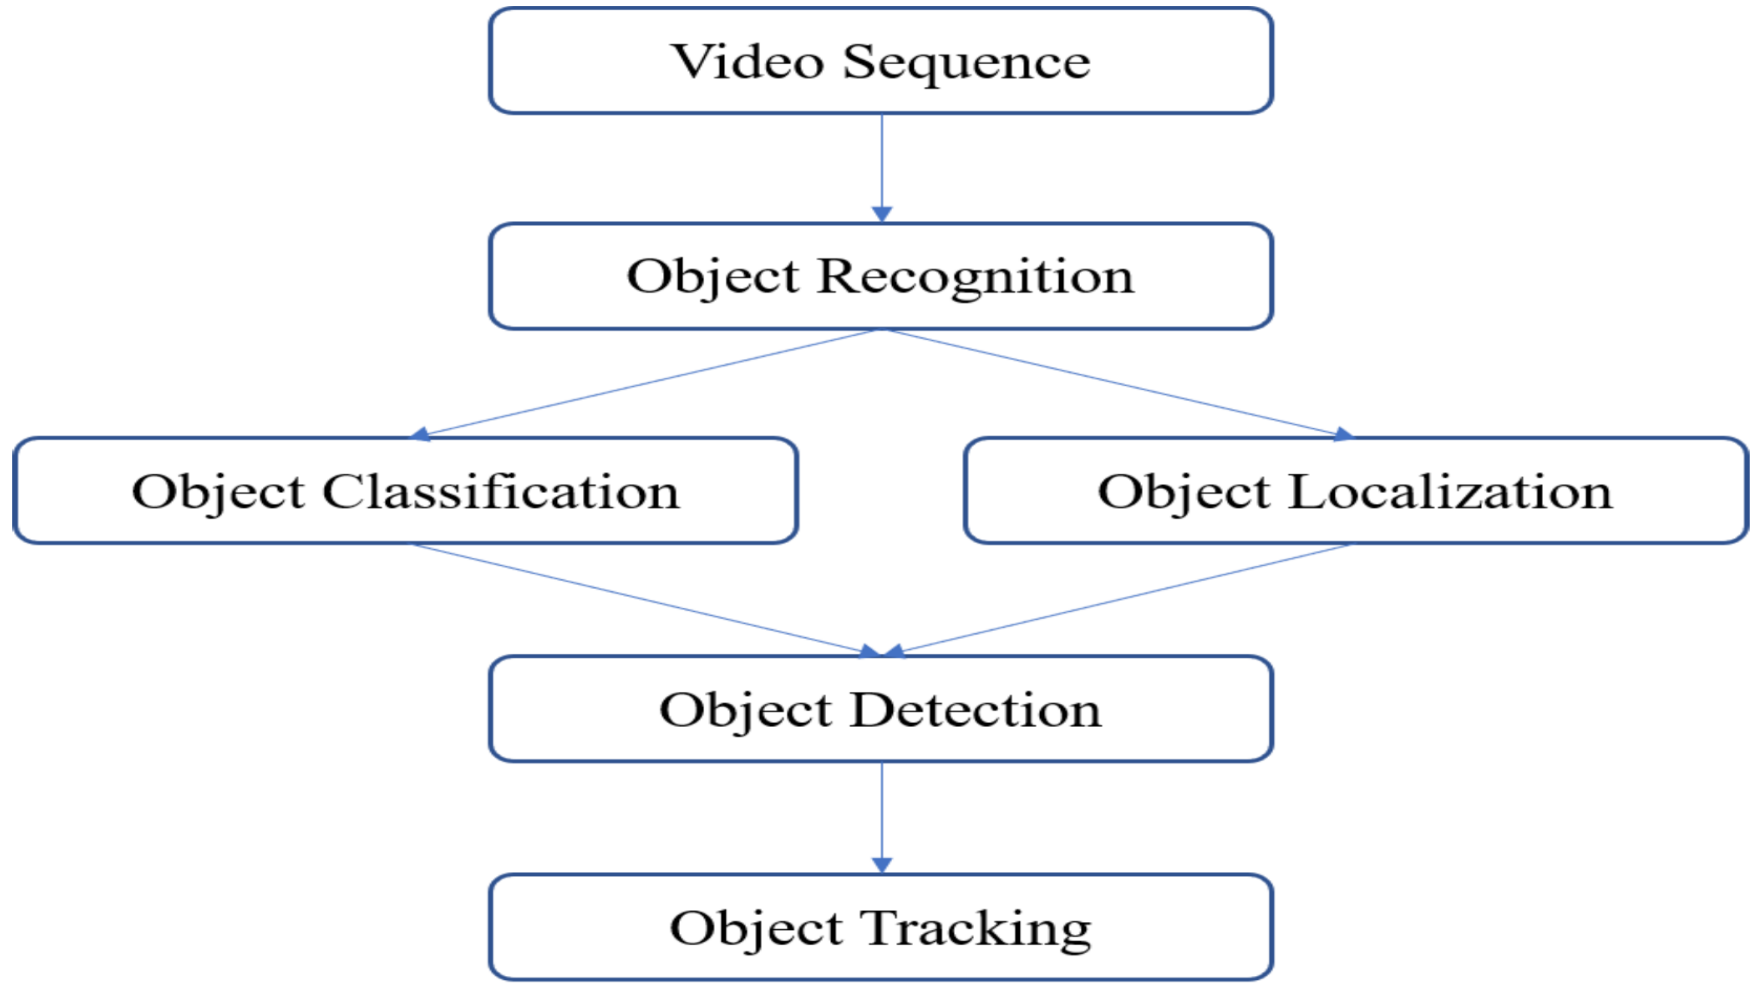 Video Sequence
Object Recognition
Object Classification
Object Localization
Object Detection
Object Tracking